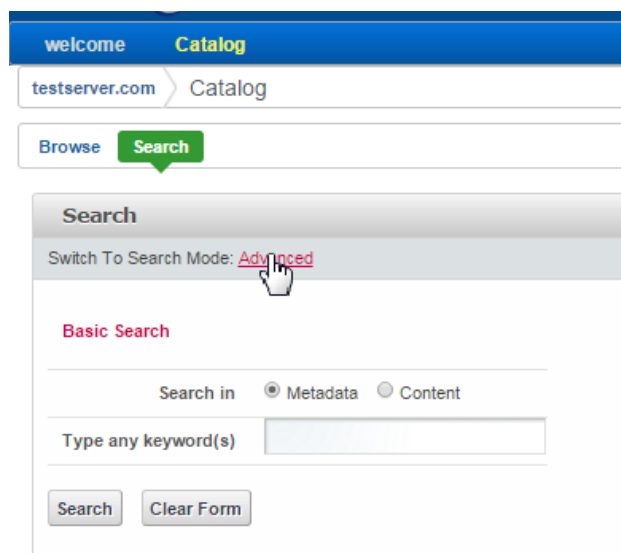 welcome Catalog
testserver.com Catalog
Browse Search
Search
Switch To Search Mode: Advanced
Basic Search
Search in Metadata Content
Type any keyword(s)
Search Clear Form